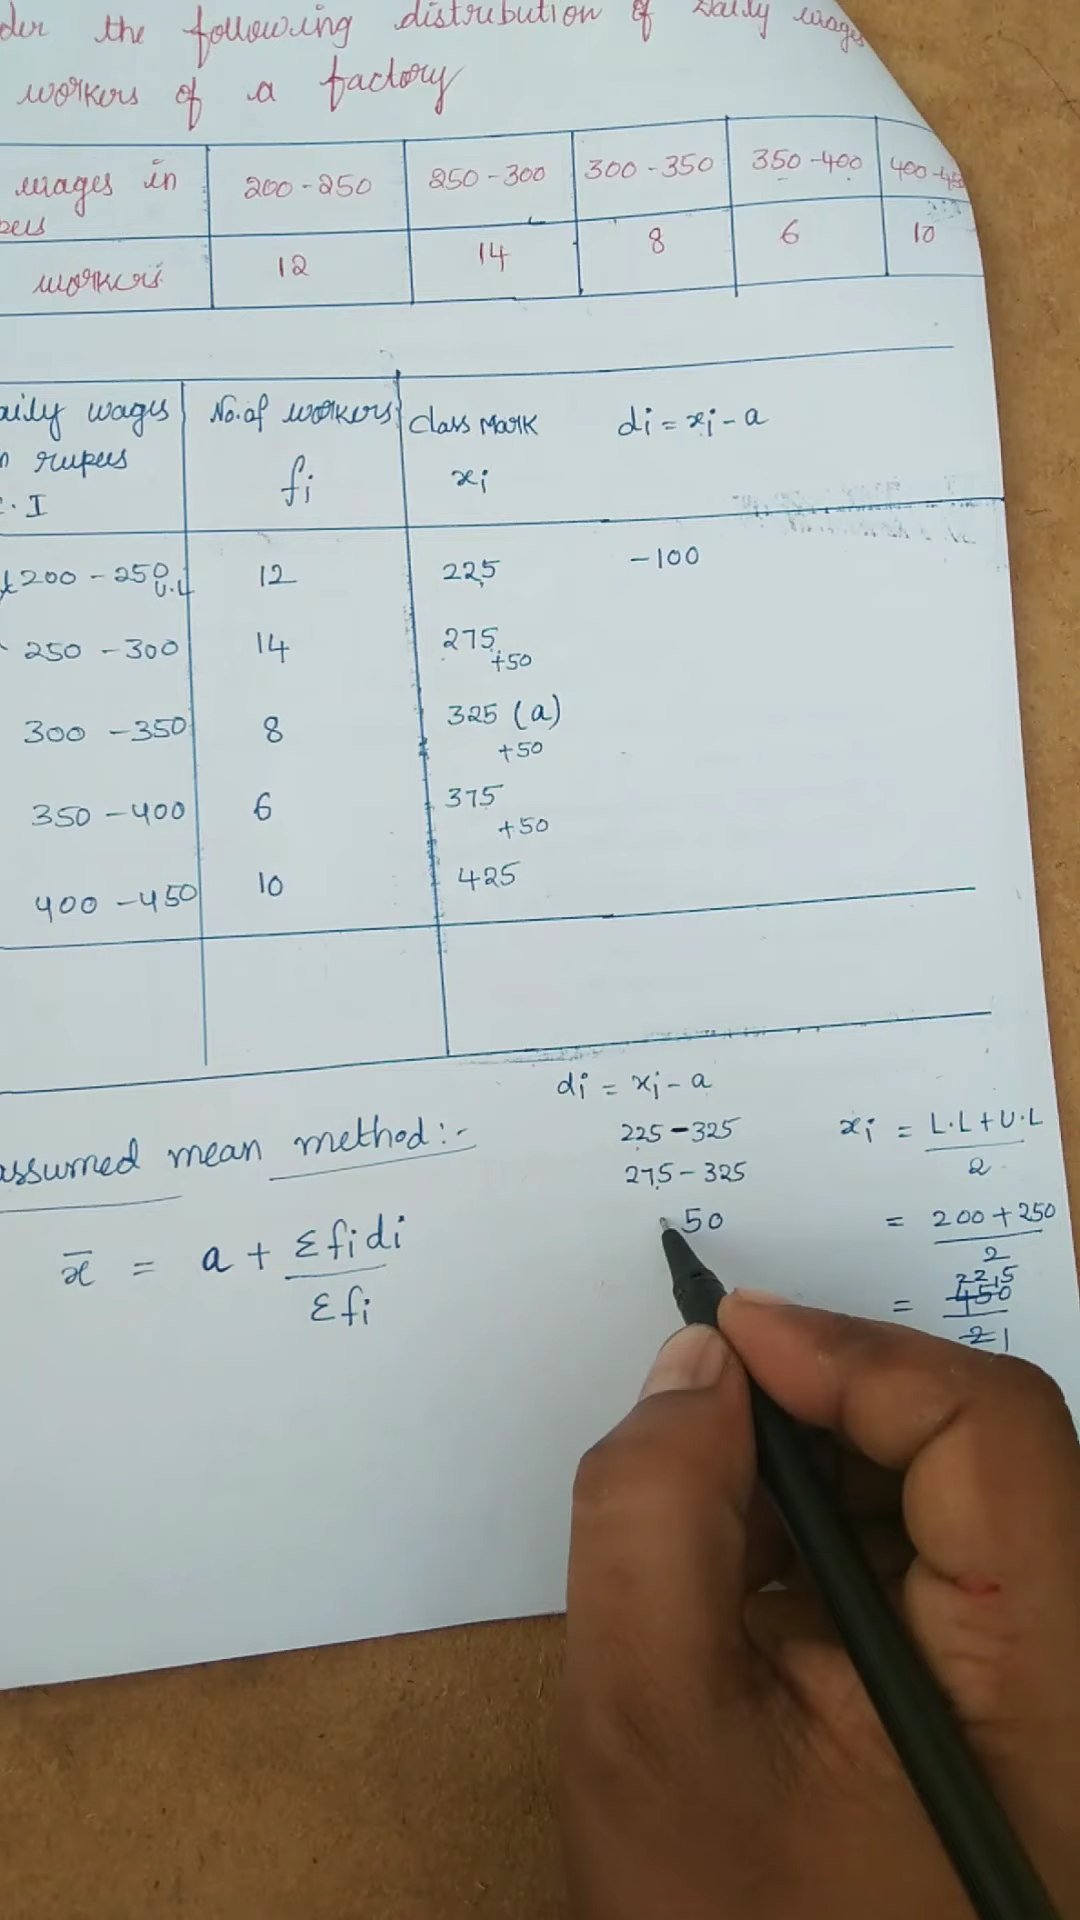 the following distribution of Daily wages
workers of a factory
wages in 200-250 250-300 300-350 350-400
workers 12 14 8 6 10
wages No. of workers Class Mark di = xi - a
rupees fi xi
I
200 - 250 12 225 -100
U.L
250 - 300 14 275
+50
300 - 350 8 325 (a)
+50
350 - 400 6 375
+50
400 - 450 10 425
di = xi - a
assumed mean method:-
225 - 325 xi = L.L + U.L
275 - 325 2
50 = 200 + 250
2
x̄ = a + Σfidi
Σfi
225
= 450
2 1